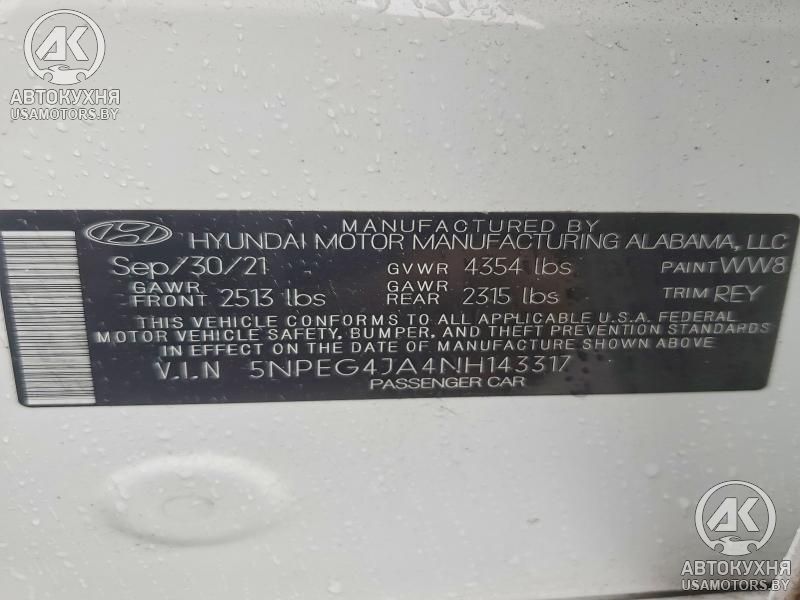 AK
АВТОКУХНЯ
USAMOTORS.BY
MANUFACTURED BY
HYUNDAI MOTOR MANUFACTURING ALABAMA, LLC
Sep/30/21 GVWR 4354 lbs PAINT WW8
GAWR FRONT 2513 lbs GAWR REAR 2315 lbs TRIM REY
THIS VEHICLE CONFORMS TO ALL APPLICABLE U.S.A. FEDERAL
MOTOR VEHICLE SAFETY, BUMPER, AND THEFT PREVENTION STANDARDS
IN EFFECT ON THE DATE OF MANUFACTURE SHOWN ABOVE
V.I.N 5NPEG4JA4NH143317
PASSENGER CAR
AK
АВТОКУХНЯ
USAMOTORS.BY